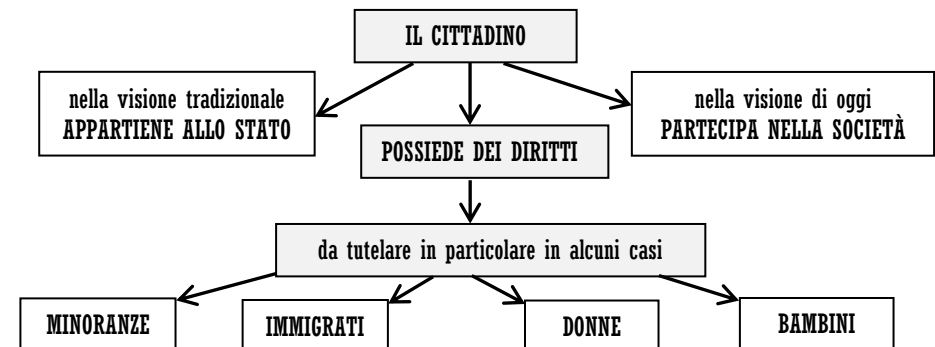 IL CITTADINO
nella visione tradizionale
APPARTIENE ALLO STATO
nella visione di oggi
PARTECIPA NELLA SOCIETÀ
POSSIEDE DEI DIRITTI
da tutelare in particolare in alcuni casi
MINORANZE
IMMIGRATI
DONNE
BAMBINI